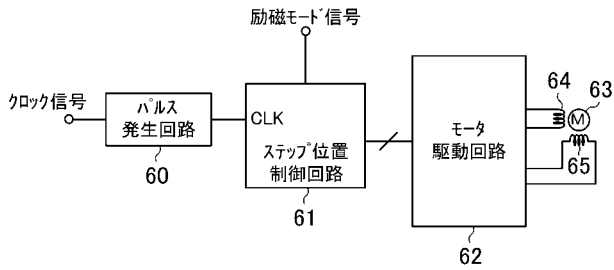 励磁モード信号
クロック信号
パルス
発生回路
60
CLK
ステップ位置
制御回路
61
モータ
駆動回路
62
64
63
M
65